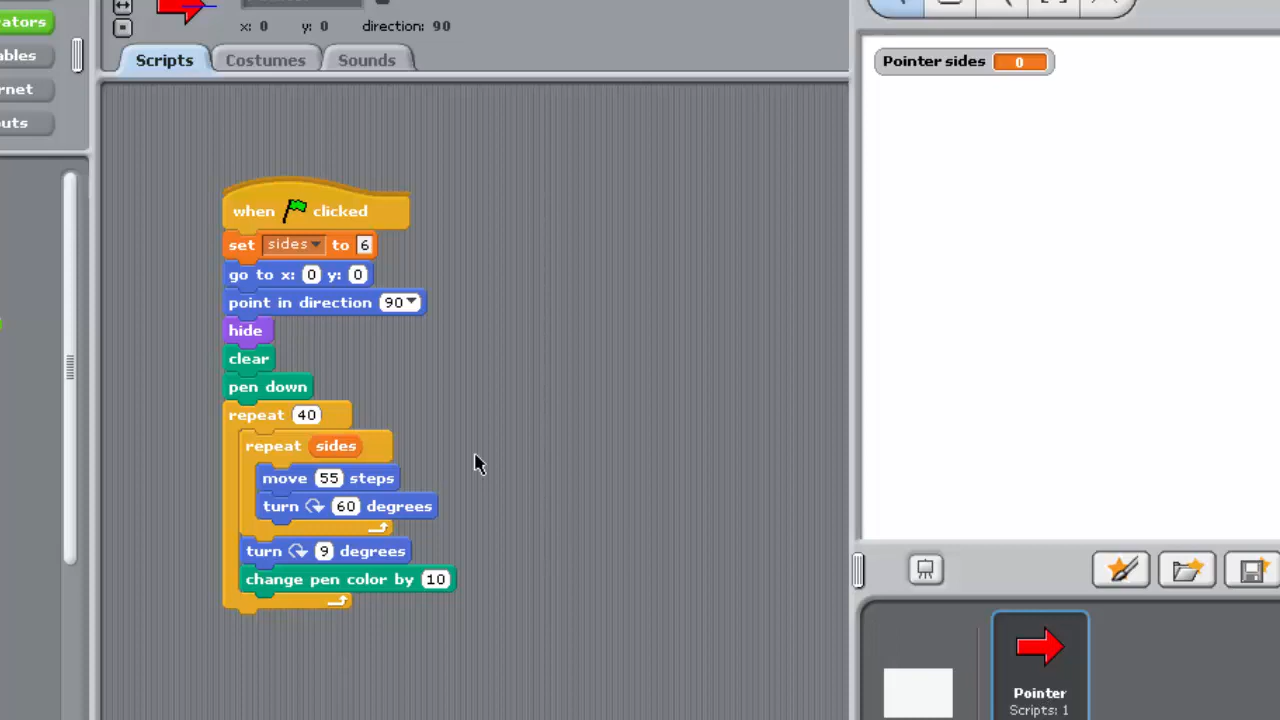 ators
ables
rnet
outs
x: 0 y: 0 direction: 90
Scripts Costumes Sounds
when clicked
set sides to 6
go to x: 0 y: 0
point in direction 90
hide
clear
pen down
repeat 40
repeat sides
move 55 steps
turn 60 degrees
turn 9 degrees
change pen color by 10
Pointer sides 0
Pointer
Scripts: 1